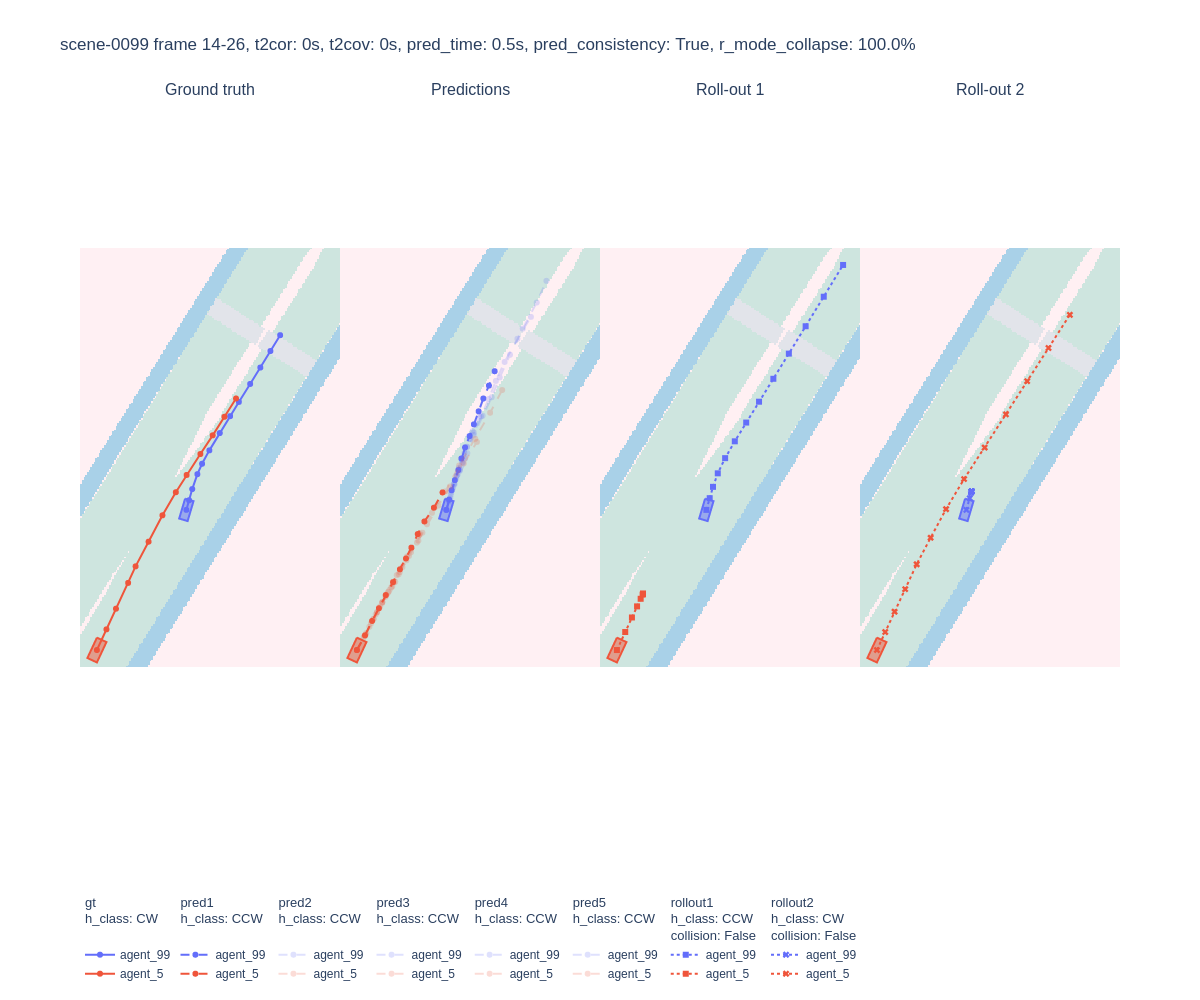 scene-0099 frame 14-26, t2cor: 0s, t2cov: 0s, pred_time: 0.5s, pred_consistency: True, r_mode_collapse: 100.0%
Ground truth
Predictions
Roll-out 1
Roll-out 2
gt
h_class: CW
agent_99
agent_5
pred1
h_class: CCW
agent_99
agent_5
pred2
h_class: CCW
agent_99
agent_5
pred3
h_class: CCW
agent_99
agent_5
pred4
h_class: CCW
agent_99
agent_5
pred5
h_class: CCW
agent_99
agent_5
rollout1
h_class: CCW
collision: False
agent_99
agent_5
rollout2
h_class: CW
collision: False
agent_99
agent_5